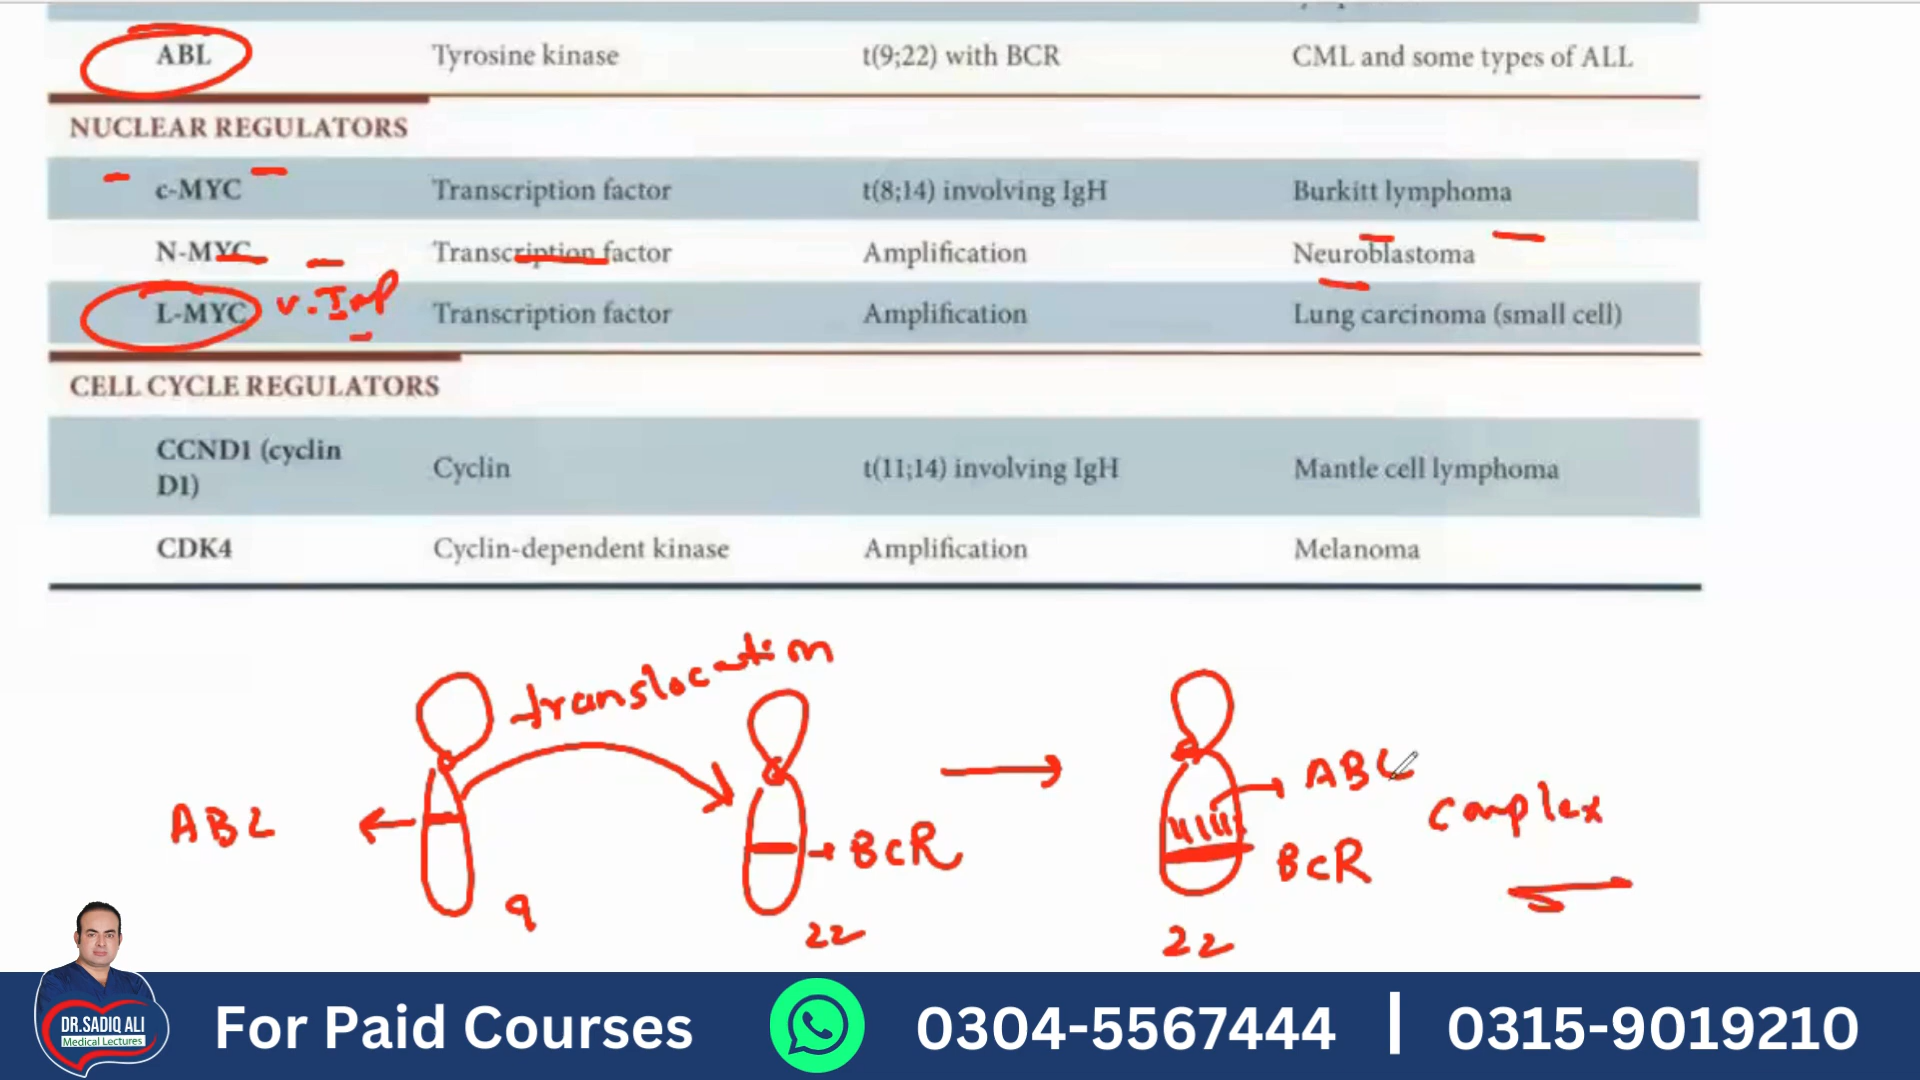 ABL Tyrosine kinase t(9;22) with BCR CML and some types of ALL
NUCLEAR REGULATORS
c-MYC Transcription factor t(8;14) involving IgH Burkitt lymphoma
N-MYC Transcription factor Amplification Neuroblastoma
L-MYC v. Imp Transcription factor Amplification Lung carcinoma (small cell)
CELL CYCLE REGULATORS
CCND1 (cyclin D1) Cyclin t(11;14) involving IgH Mantle cell lymphoma
CDK4 Cyclin-dependent kinase Amplification Melanoma
translocation
ABL
ABL
BCR
BCR
complex
9
22
22
DR.SADIQ ALI
Medical Lectures
For Paid Courses 0304-5567444 | 0315-9019210